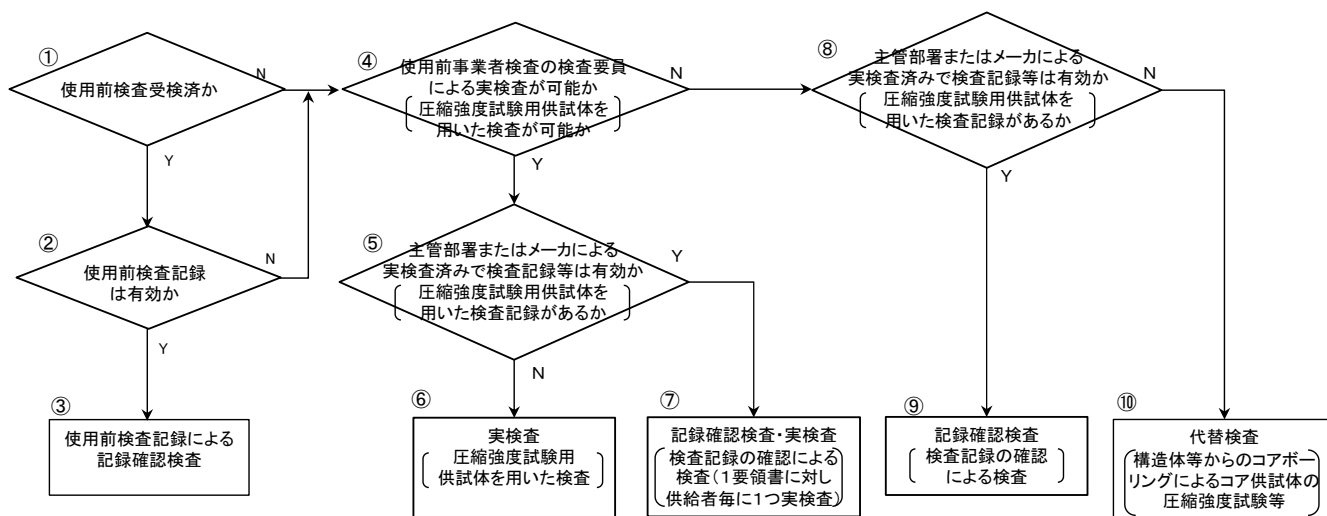 ①
使用前検査受検済か
N
Y
②
使用前検査記録
は有効か
N
Y
③
使用前検査記録による
記録確認検査
④
使用前事業者検査の検査要員
による実検査が可能か
圧縮強度試験用供試体を
用いた検査が可能か
N
Y
⑤
主管部署またはメーカによる
実検査済みで検査記録等は有効か
圧縮強度試験用供試体を
用いた検査記録があるか
Y
N
⑥
実検査
圧縮強度試験用
供試体を用いた検査
⑦
記録確認検査・実検査
検査記録の確認による
検査(1要領書に対し
供給者毎に1つ実検査)
⑧
主管部署またはメーカによる
実検査済みで検査記録等は有効か
圧縮強度試験用供試体を
用いた検査記録があるか
N
Y
⑨
記録確認検査
検査記録の確認
による検査
⑩
代替検査
構造体等からのコアボー
リングによるコア供試体の
圧縮強度試験等